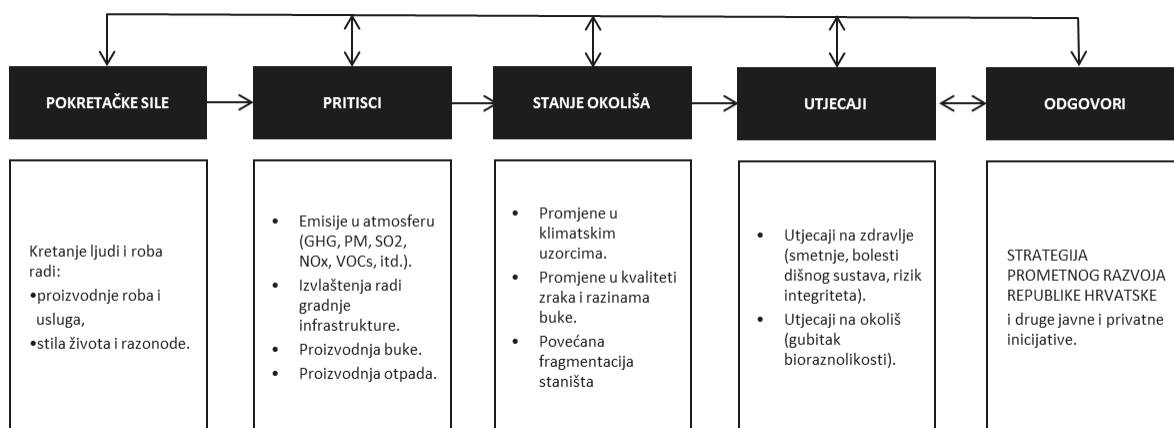 POKRETAČKE SILE
PRITISCI
STANJE OKOLIŠA
UTJECAJI
ODGOVORI
Kretanje ljudi i roba
radi:
•proizvodnje roba i
usluga,
•stila života i razonode.
• Emisije u atmosferu
(GHG, PM, SO2,
NOx, VOCs, itd.).
• Izvlaštenja radi
gradnje
infrastrukture.
• Proizvodnja buke.
• Proizvodnja otpada.
• Promjene u
klimatskim
uzorcima.
• Promjene u kvaliteti
zraka i razinama
buke.
• Povećana
fragmentacija
staništa
• Utjecaji na zdravlje
(smetnje, bolesti
dišnog sustava, rizik
integriteta).
• Utjecaji na okoliš
(gubitak
bioraznolikosti).
STRATEGIJA
PROMETNOG RAZVOJA
REPUBLIKE HRVATSKE
i druge javne i privatne
inicijative.